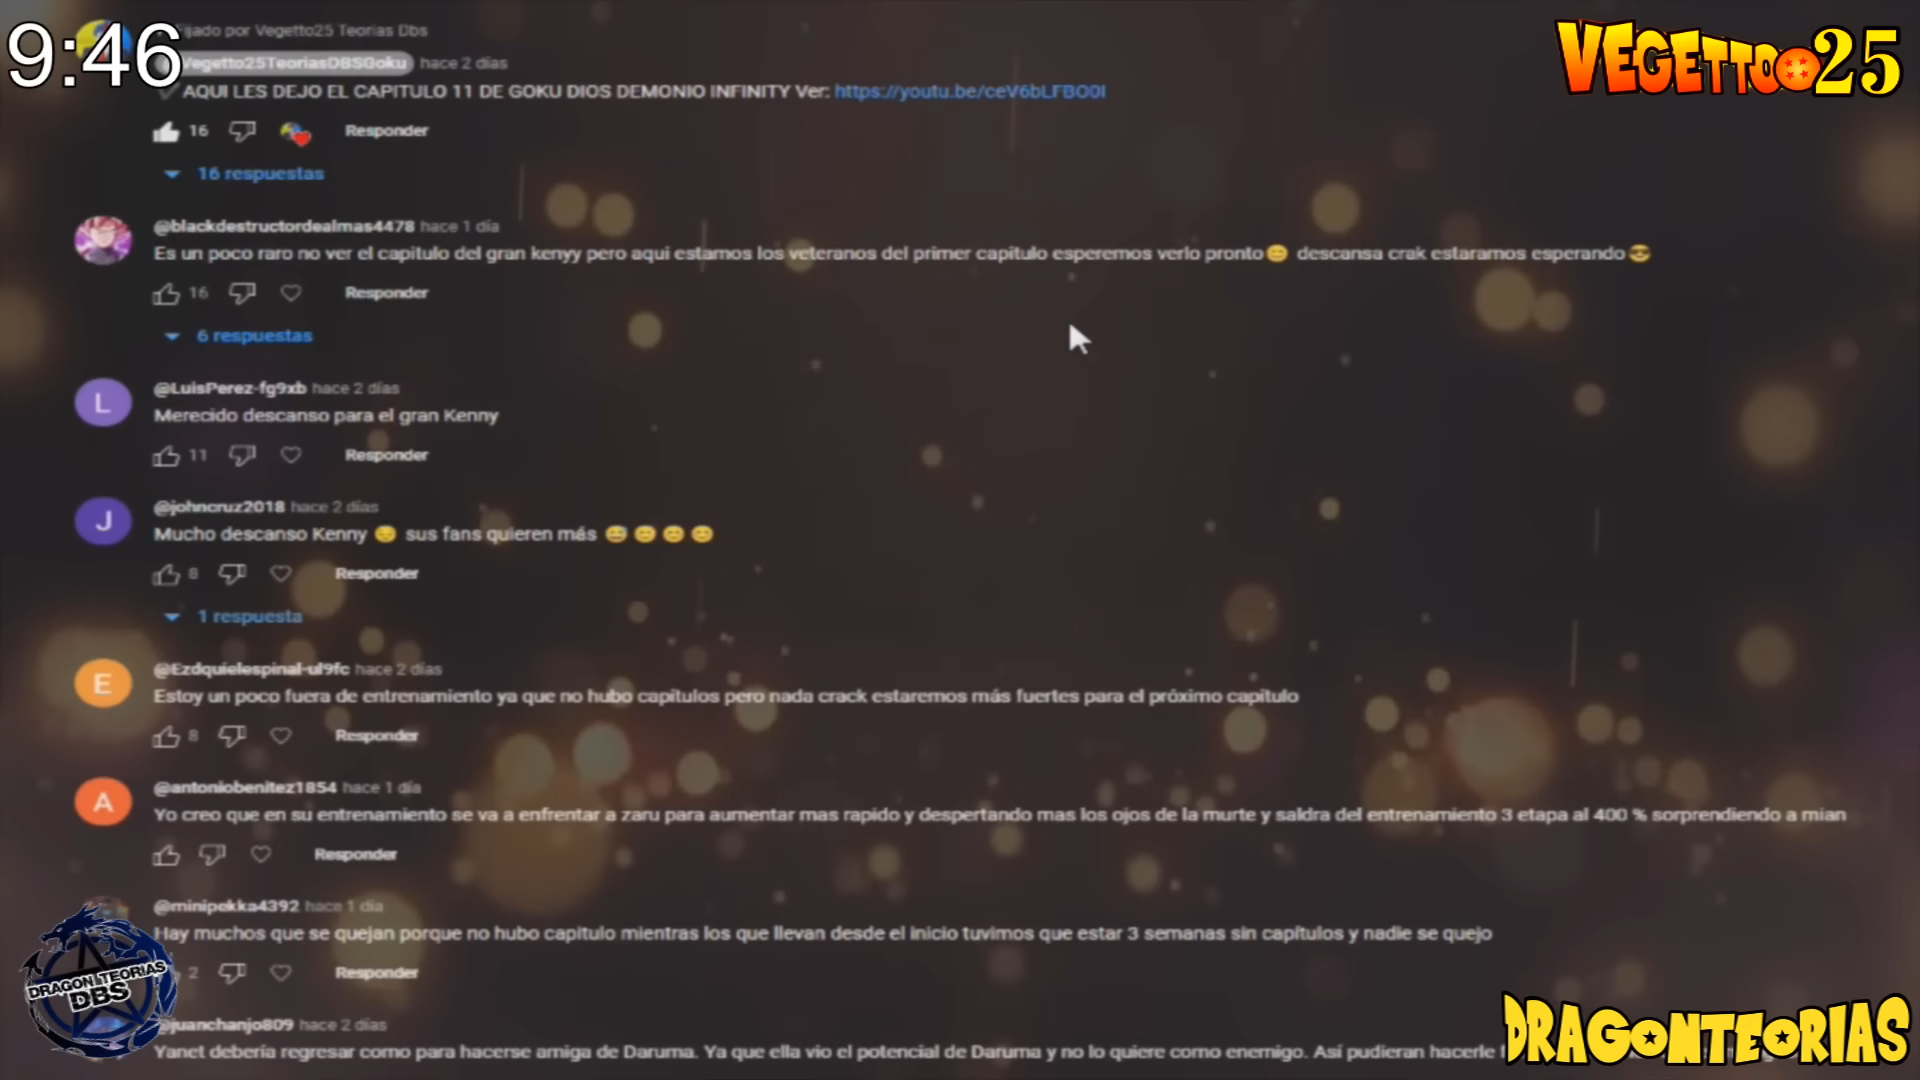 9:46
VEGETTO 25
Fijado por Vegetto25 Teorias Dbs
Vegetto25TeoriasDBSGoku hace 2 días
AQUI LES DEJO EL CAPITULO 11 DE GOKU DIOS DEMONIO INFINITY Ver: https://youtu.be/ceV6bLFBO0I
16 Responder
16 respuestas
@blackdestructordealmas4478 hace 1 día
Es un poco raro no ver el capitulo del gran kenyy pero aqui estamos los veteranos del primer capitulo esperemos verlo pronto😊 descansa crak estaramos esperando😎
16 Responder
6 respuestas
L
@LuisPerez-fg9xb hace 2 días
Merecido descanso para el gran Kenny
11 Responder
J
@johncruz2018 hace 2 días
Mucho descanso Kenny 😔 sus fans quieren más 😅😊😊😊
8 Responder
1 respuesta
E
@Ezdquielespinal-ul9fc hace 2 días
Estoy un poco fuera de entrenamiento ya que no hubo capítulos pero nada crack estaremos más fuertes para el próximo capítulo
8 Responder
A
@antoniobenitez1854 hace 1 día
Yo creo que en su entrenamiento se va a enfrentar a zaru para aumentar mas rapido y despertando mas los ojos de la murte y saldra del entrenamiento 3 etapa al 400 % sorprendiendo a mian
Responder
@minipekka4392 hace 1 día
Hay muchos que se quejan porque no hubo capitulo mientras los que llevan desde el inicio tuvimos que estar 3 semanas sin capítulos y nadie se quejo
2 Responder
@juanchanjo809 hace 2 días
Yanet debería regresar como para hacerse amiga de Daruma. Ya que ella vio el potencial de Daruma y no lo quiere como enemigo. Así pudieran hacerle
DRAGON TEORIAS
DBS
DRAGONTEORIAS